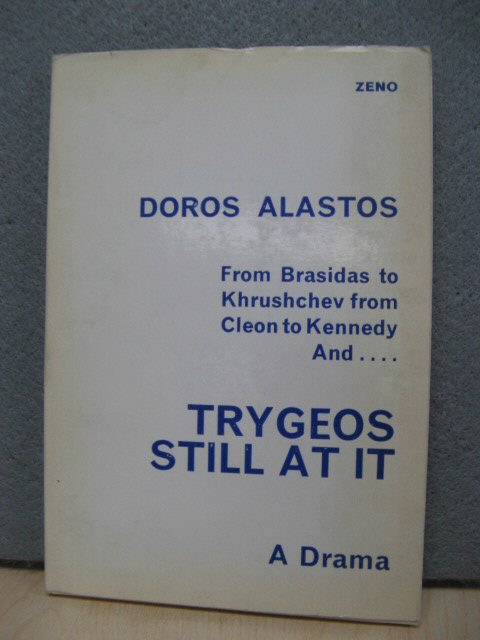 ZENO
DOROS ALASTOS
From Brasidas to
Khrushchev from
Cleon to Kennedy
And ....
TRYGEOS
STILL AT IT
A Drama